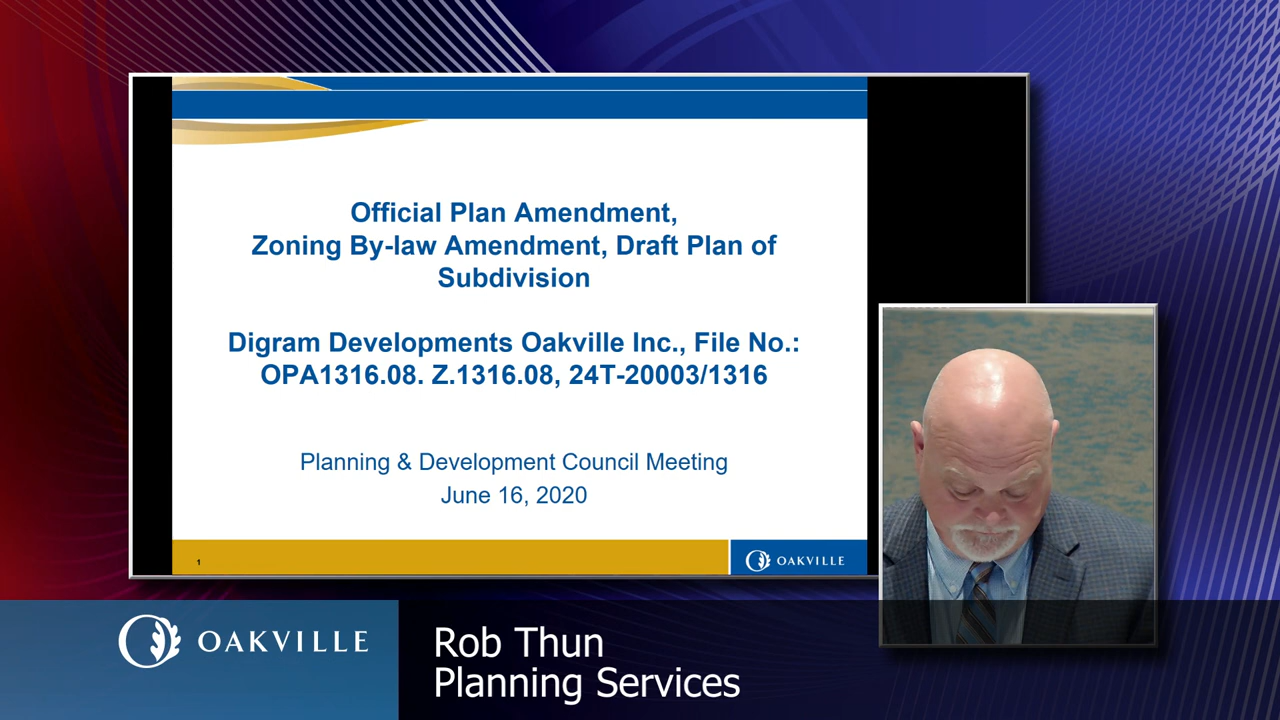 Official Plan Amendment,
Zoning By-law Amendment, Draft Plan of
Subdivision
Digram Developments Oakville Inc., File No.:
OPA1316.08. Z.1316.08, 24T-20003/1316
Planning & Development Council Meeting
June 16, 2020
1
OAKVILLE
OAKVILLE
Rob Thun
Planning Services